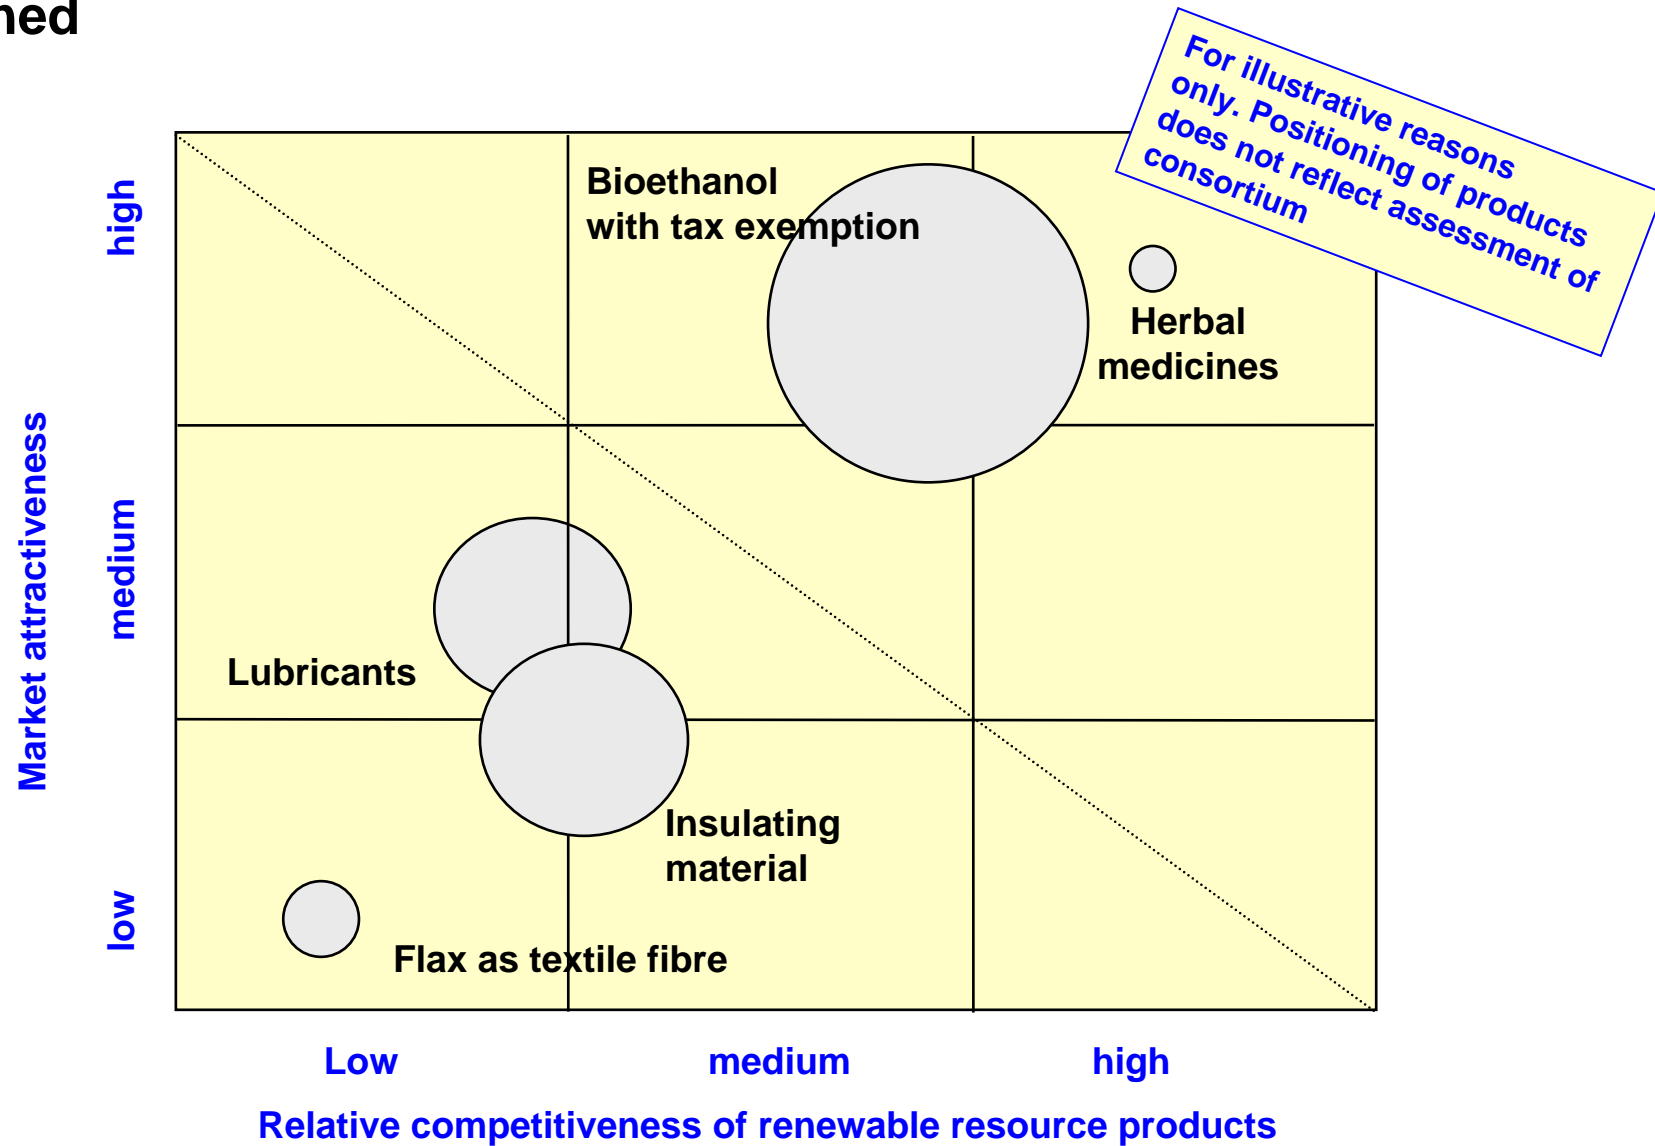 For illustrative reasons
only. Positioning of products
does not reflect assessment of
consortium
high
Bioethanol
with tax exemption
Herbal
medicines
Market attractiveness
medium
Lubricants
Insulating
material
low
Flax as textile fibre
Low medium high
Relative competitiveness of renewable resource products